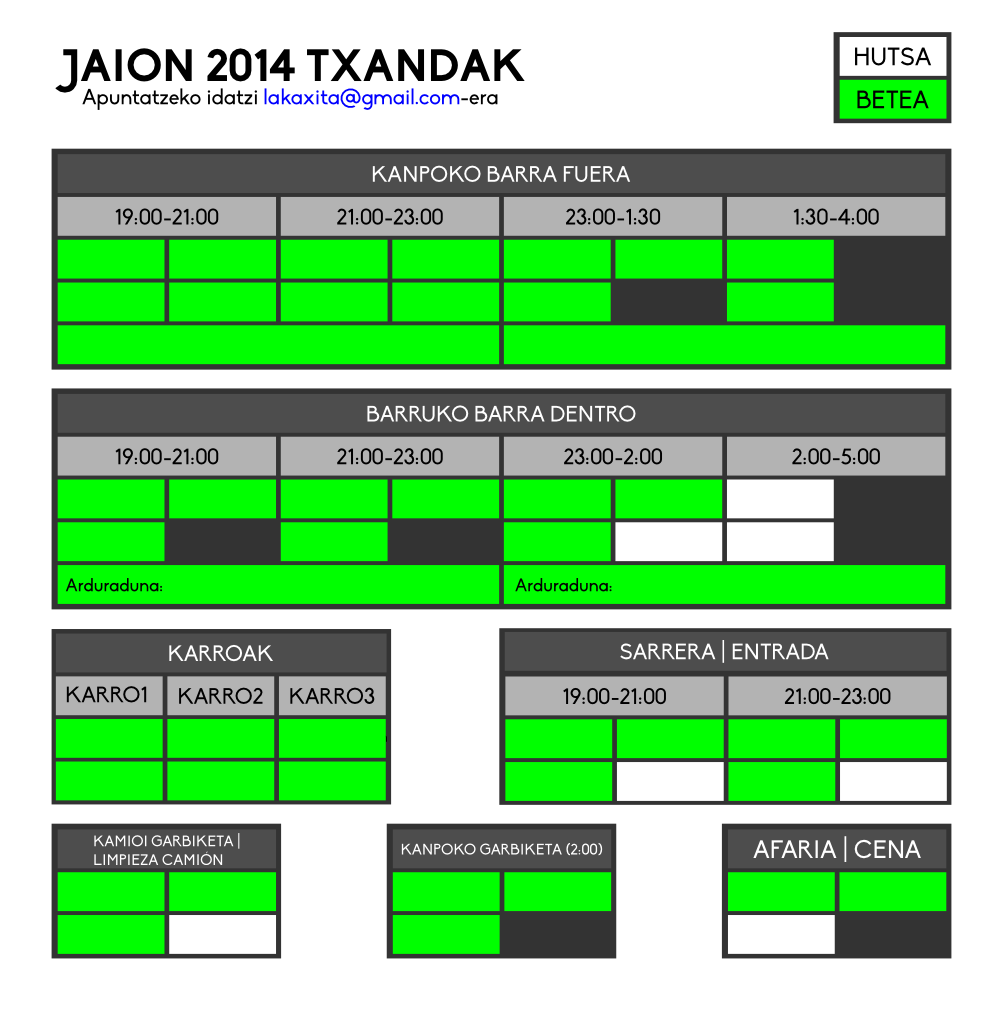 JAION 2014 TXANDAK
Apuntatzeko idatzi lakaxita@gmail.com-era
HUTSA
BETEA
KANPOKO BARRA FUERA
19:00-21:00 21:00-23:00 23:00-1:30 1:30-4:00
BARRUKO BARRA DENTRO
19:00-21:00 21:00-23:00 23:00-2:00 2:00-5:00
Arduraduna: Arduraduna:
KARROAK
KARRO1 KARRO2 KARRO3
SARRERA | ENTRADA
19:00-21:00 21:00-23:00
KAMIOI GARBIKETA |
LIMPIEZA CAMIÓN
KANPOKO GARBIKETA (2:00)
AFARIA | CENA